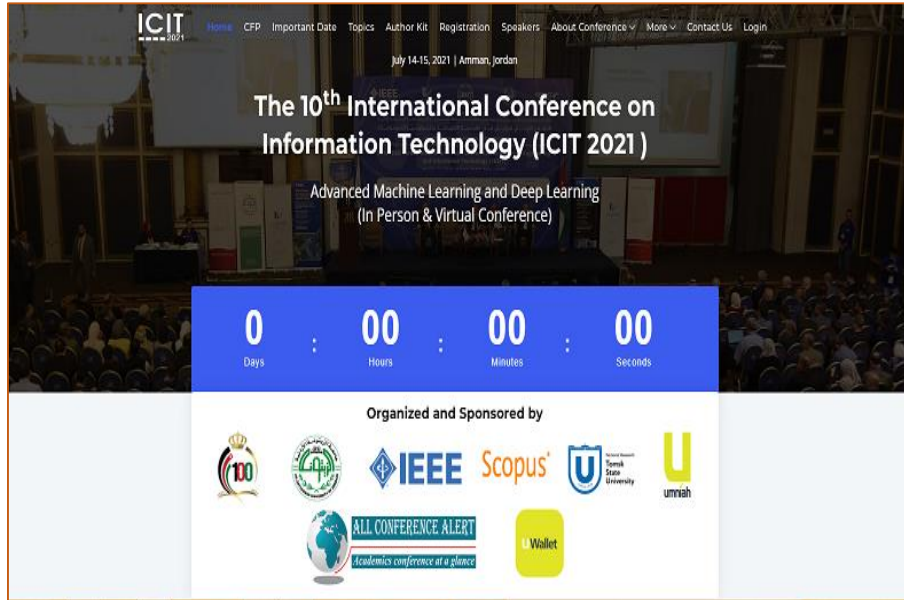 ICIT
2021
Home CFP Important Date Topics Author Kit Registration Speakers About Conference More Contact Us Login
July 14-15, 2021 | Amman, Jordan
The 10th International Conference on
Information Technology (ICIT 2021 )
Advanced Machine Learning and Deep Learning
(In Person & Virtual Conference)
0 : 00 : 00 : 00
Days Hours Minutes Seconds
Organized and Sponsored by
100
IEEE
Scopus
Tomsk
State
University
umniah
ALL CONFERENCE ALERT
Academics conference at a glance
U Wallet